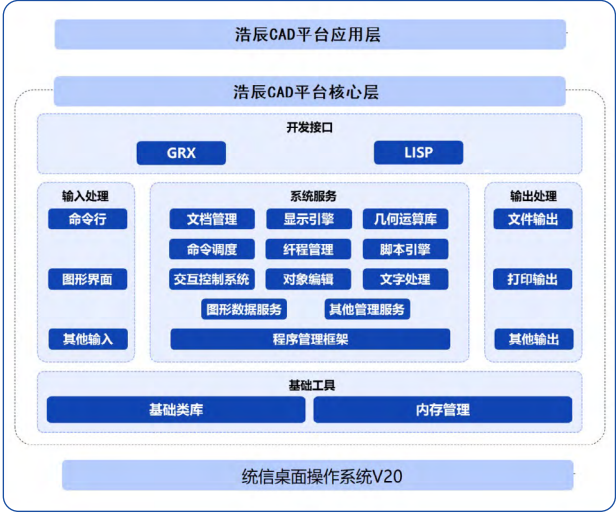 浩辰CAD平台应用层
浩辰CAD平台核心层
开发接口
GRX LISP
输入处理
命令行
图形界面
其他输入
系统服务
文档管理 显示引擎 几何运算库
命令调度 纤程管理 脚本引擎
交互控制系统 对象编辑 文字处理
图形数据服务 其他管理服务
程序管理框架
输出处理
文件输出
打印输出
其他输出
基础工具
基础类库 内存管理
统信桌面操作系统V20